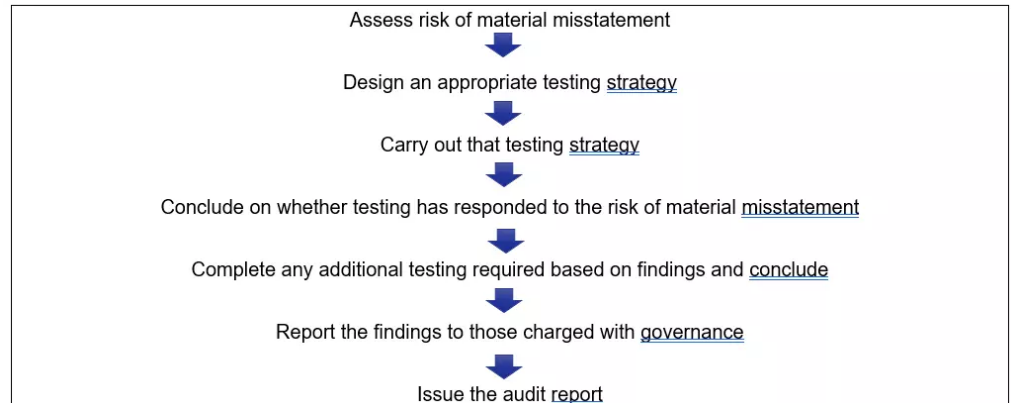 Assess risk of material misstatement
Design an appropriate testing strategy
Carry out that testing strategy
Conclude on whether testing has responded to the risk of material misstatement
Complete any additional testing required based on findings and conclude
Report the findings to those charged with governance
Issue the audit report